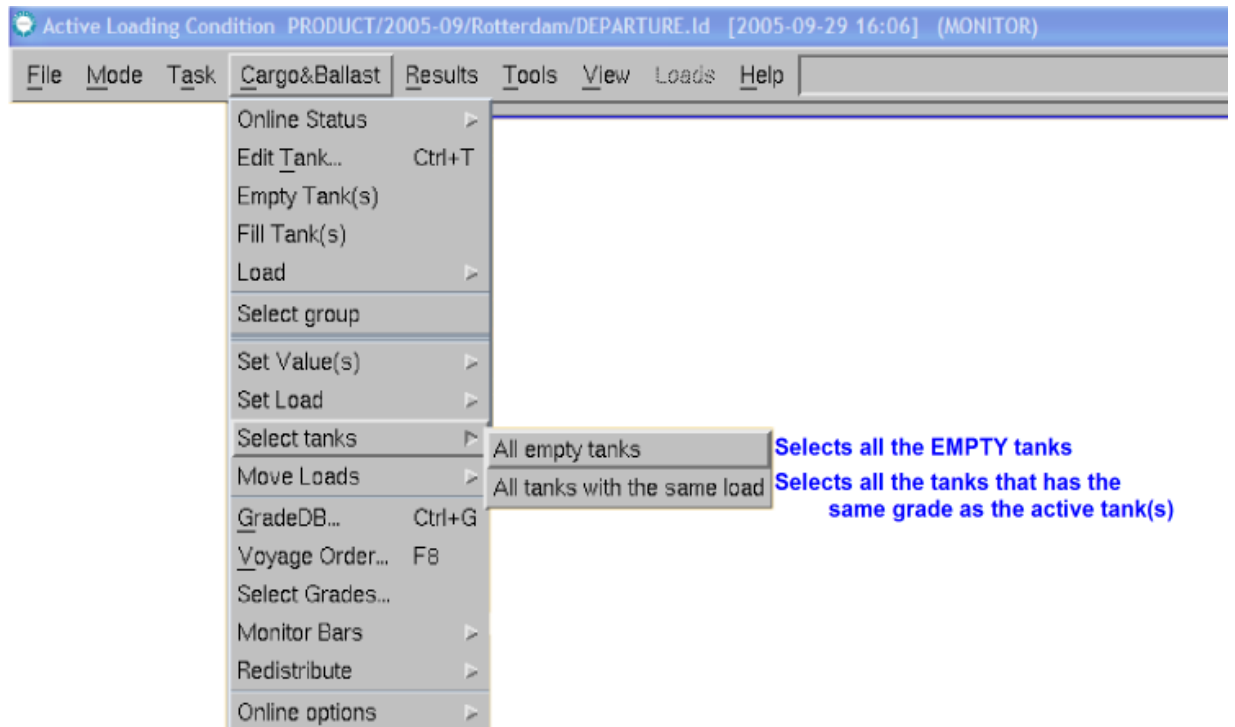 Active Loading Condition PRODUCT/2005-09/Rotterdam/DEPARTURE.ld [2005-09-29 16:06] (MONITOR)
File Mode Task Cargo&Ballast Results Tools View Loads Help
Online Status
Edit Tank... Ctrl+T
Empty Tank(s)
Fill Tank(s)
Load
Select group
Set Value(s)
Set Load
Select tanks
Move Loads
GradeDB... Ctrl+G
Voyage Order... F8
Select Grades...
Monitor Bars
Redistribute
Online options
All empty tanks
All tanks with the same load
Selects all the EMPTY tanks
Selects all the tanks that has the
same grade as the active tank(s)